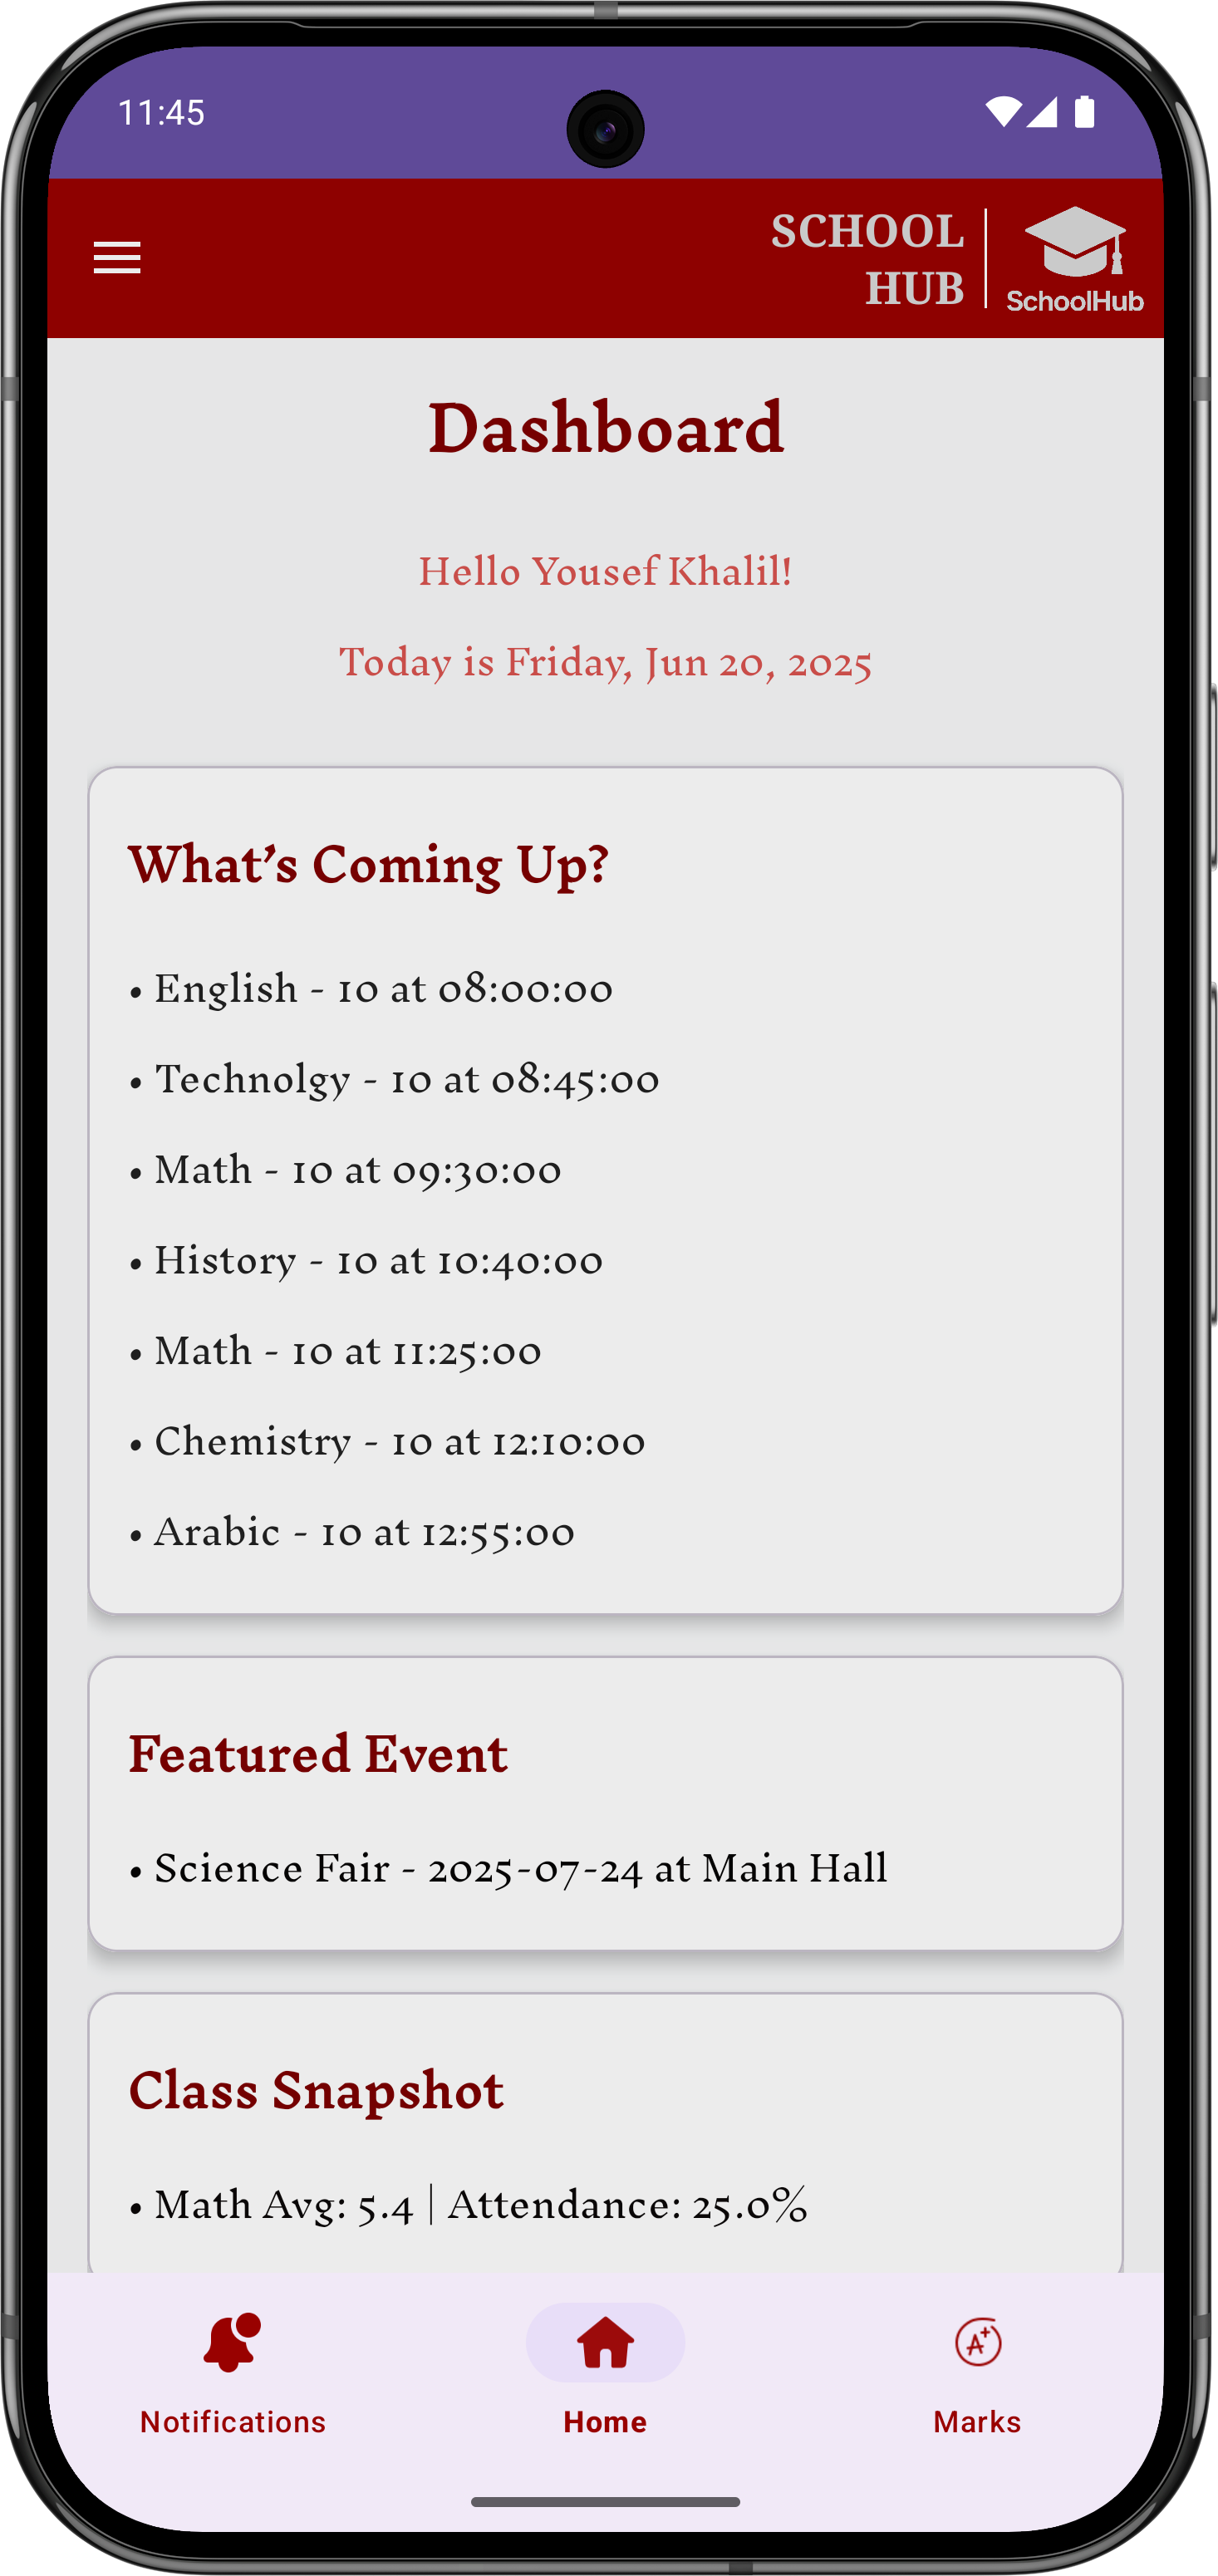 11:45
SCHOOL
HUB
SchoolHub
Dashboard
Hello Yousef Khalil!
Today is Friday, Jun 20, 2025
What's Coming Up?
• English - 10 at 08:00:00
• Technolgy - 10 at 08:45:00
• Math - 10 at 09:30:00
• History - 10 at 10:40:00
• Math - 10 at 11:25:00
• Chemistry - 10 at 12:10:00
• Arabic - 10 at 12:55:00
Featured Event
• Science Fair - 2025-07-24 at Main Hall
Class Snapshot
• Math Avg: 5.4 | Attendance: 25.0%
A+
Notifications
Home
Marks